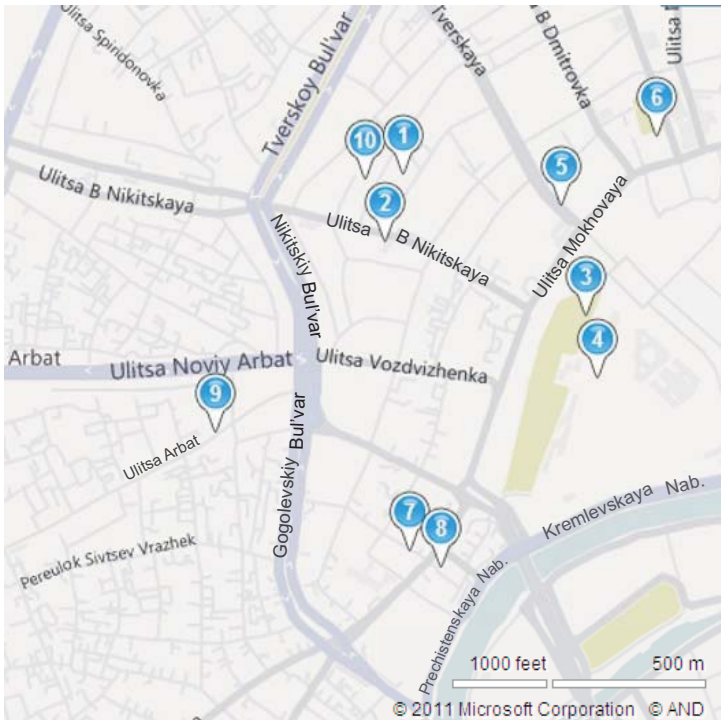 Ulitsa Spiridonovka
Tverskoy Bul'var
Tverskaya
Ulitsa B Dmitrovka
Ulitsa
6
10
1
5
Ulitsa B Nikitskaya
2
Ulitsa B Nikitskaya
Ulitsa Mokhovaya
Nikitskiy Bul'var
3
4
Arbat
Ulitsa Noviy Arbat
Ulitsa Vozdvizhenka
9
Ulitsa Arbat
Gogolevskiy Bul'var
7
8
Kremlevskaya Nab.
Pereulok Sivtsev Vrazhek
Prechistenskaya Nab.
1000 feet
500 m
© 2011 Microsoft Corporation © AND